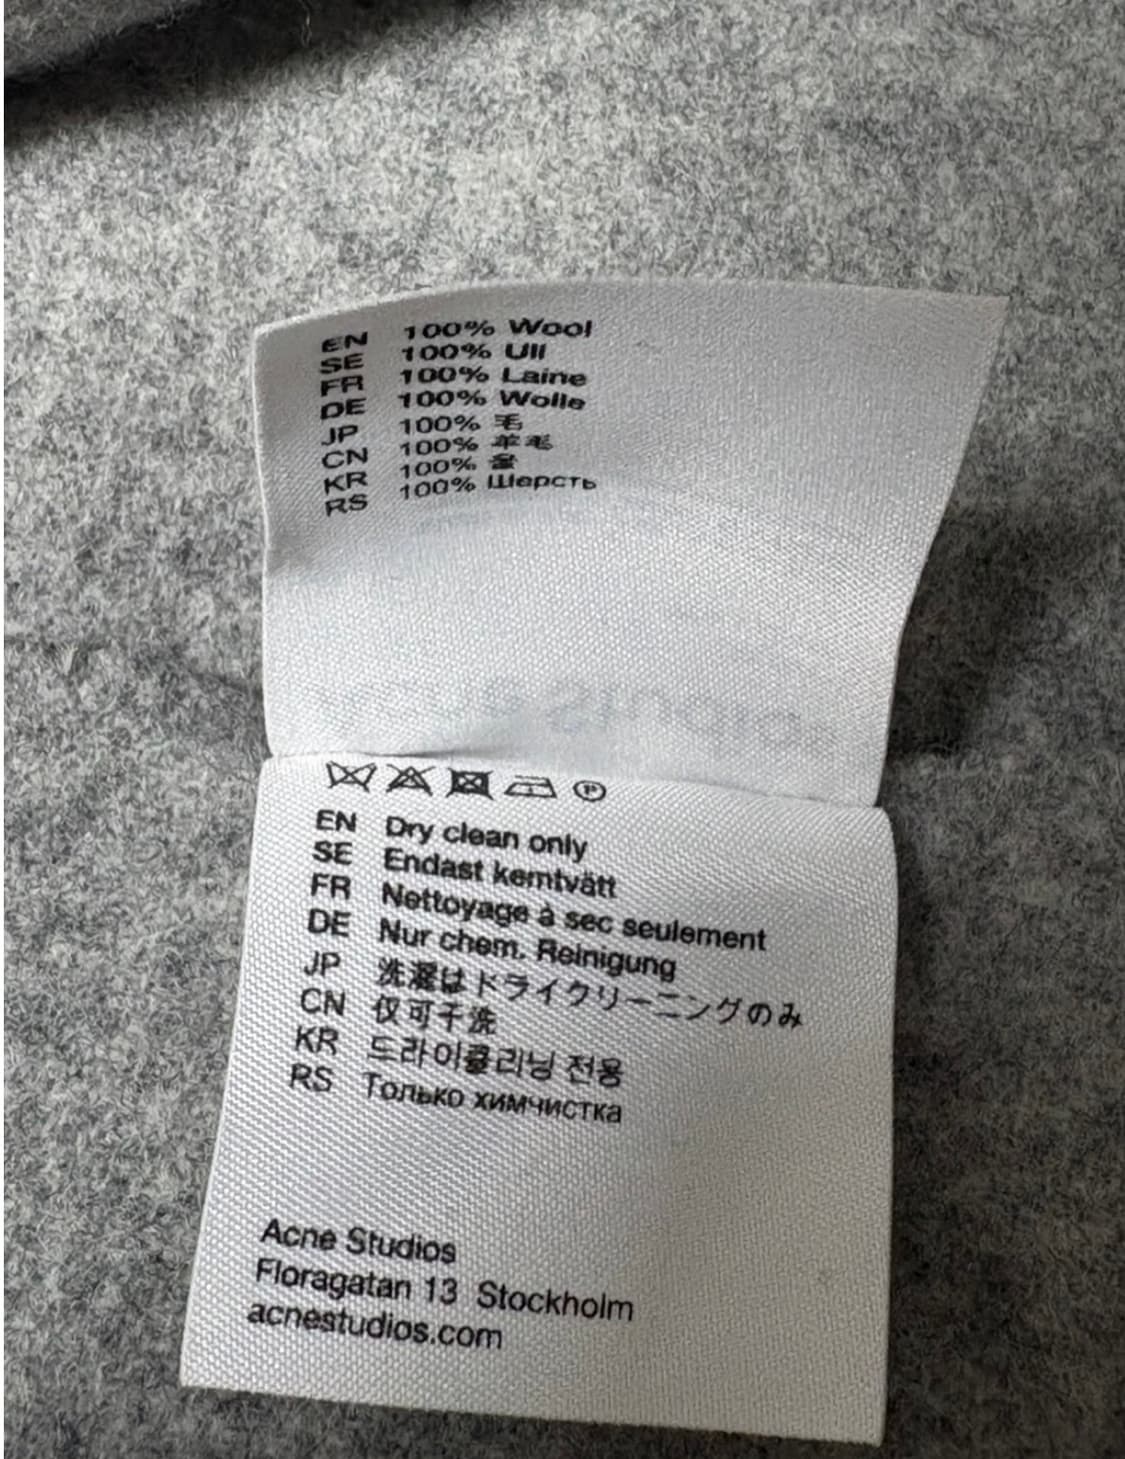 EN 100% Wool
SE 100% Ull
FR 100% Laine
DE 100% Wolle
JP 100% 毛
CN 100% 羊毛
KR 100%
RS 100% Шерсть
P
EN Dry clean only
SE Endast kemtvätt
FR Nettoyage à sec seulement
DE Nur chem. Reinigung
JP 洗濯はドライクリーニングのみ
CN 仅可干洗
KR 드라이클리닝 전용
RS Только химчистка
Acne Studios
Floragatan 13 Stockholm
acnestudios.com